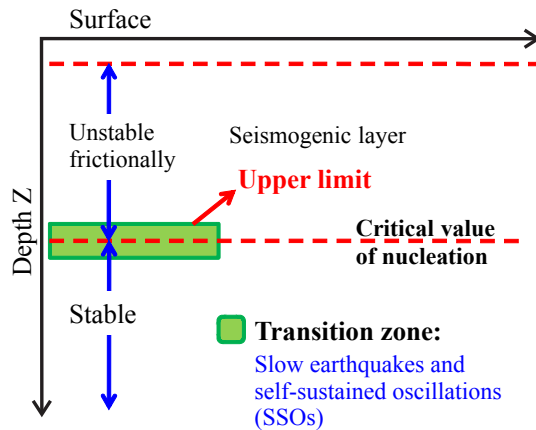 Surface
Unstable
frictionally
Seismogenic layer
Upper limit
Depth Z
Critical value
of nucleation
Stable
Transition zone:
Slow earthquakes and
self-sustained oscillations
(SSOs)